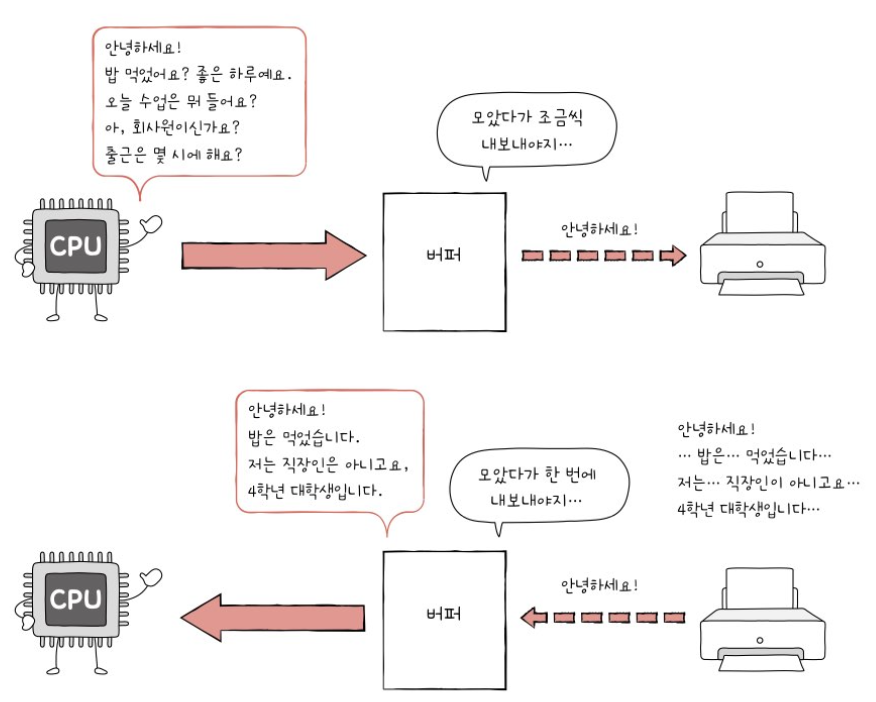 안녕하세요!
밥 먹었어요? 좋은 하루예요.
오늘 수업은 뭐 들어요?
아, 회사원이신가요?
출근은 몇 시에 해요?
모았다가 조금씩
내보내야지…
CPU
버퍼
안녕하세요!
안녕하세요!
밥은 먹었습니다.
저는 직장인은 아니고요,
4학년 대학생입니다.
모았다가 한 번에
내보내야지…
안녕하세요!
… 밥은… 먹었습니다…
저는… 직장인이 아니고요…
4학년 대학생입니다…
CPU
버퍼
안녕하세요!